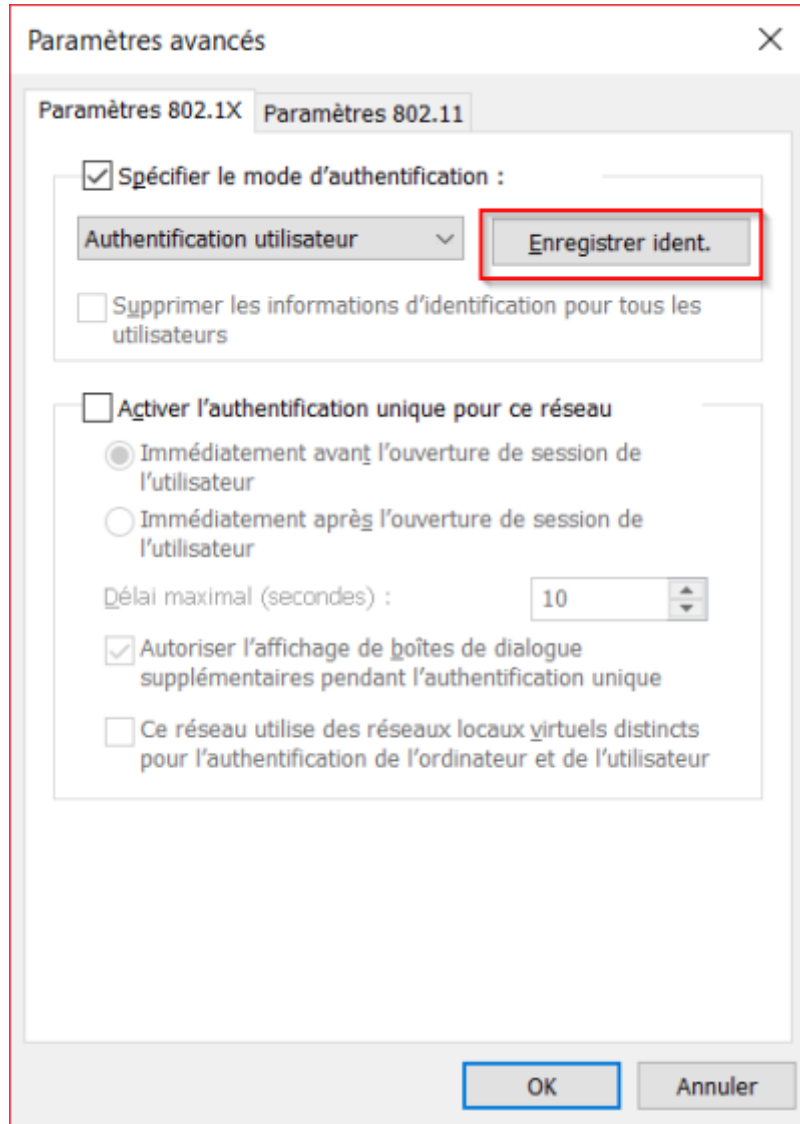 Paramètres avancés
Paramètres 802.1X
Paramètres 802.11
Spécifier le mode d'authentification :
Authentification utilisateur
Enregistrer ident.
Supprimer les informations d'identification pour tous les
utilisateurs
Activer l'authentification unique pour ce réseau
Immédiatement avant l'ouverture de session de
l'utilisateur
Immédiatement après l'ouverture de session de
l'utilisateur
Délai maximal (secondes) :
10
Autoriser l'affichage de boîtes de dialogue
supplémentaires pendant l'authentification unique
Ce réseau utilise des réseaux locaux virtuels distincts
pour l'authentification de l'ordinateur et de l'utilisateur
OK
Annuler